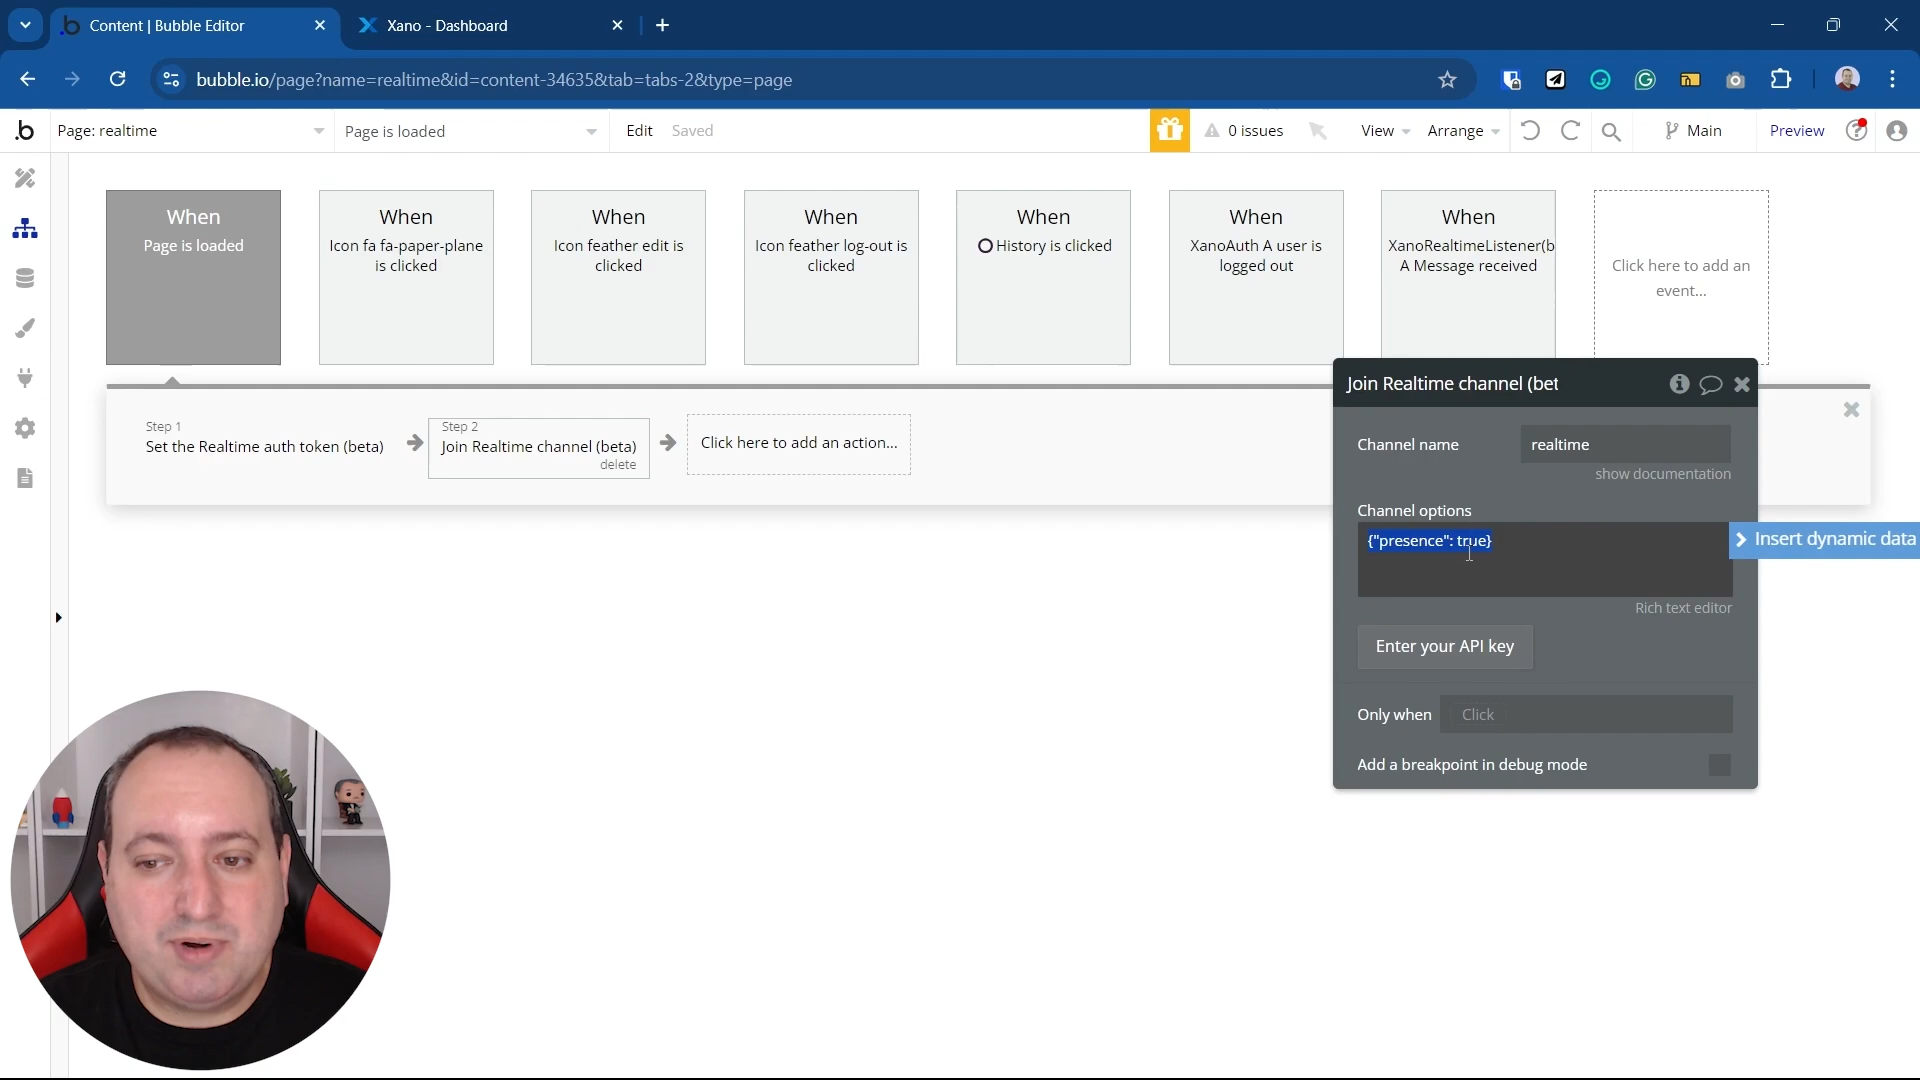 Content | Bubble Editor
Xano - Dashboard
bubble.io/page?name=realtime&id=content-34635&tab=tabs-2&type=page
Page: realtime
Page is loaded
Edit
Saved
0 issues
View
Arrange
Main
Preview
When
Page is loaded
When
Icon fa fa-paper-plane
is clicked
When
Icon feather edit is
clicked
When
Icon feather log-out is
clicked
When
History is clicked
When
XanoAuth A user is
logged out
When
XanoRealtimeListener(b
A Message received
Click here to add an
event...
Step 1
Set the Realtime auth token (beta)
Step 2
Join Realtime channel (beta)
delete
Click here to add an action...
Join Realtime channel (bet
Channel name
realtime
show documentation
Channel options
{"presence": true}
Insert dynamic data
Rich text editor
Enter your API key
Only when
Click
Add a breakpoint in debug mode